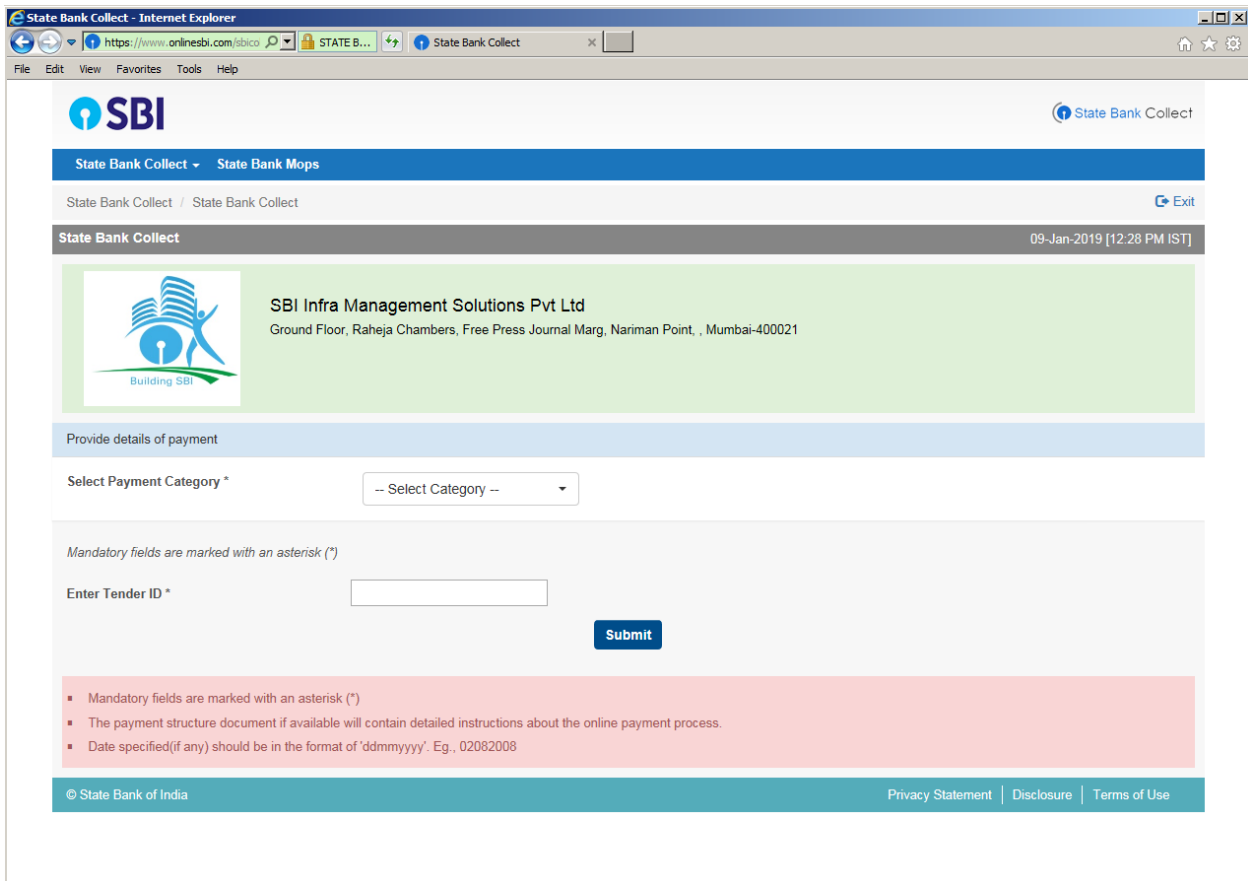 State Bank Collect - Internet Explorer
https://www.onlinesbi.com/sbico STATE B... State Bank Collect
File Edit View Favorites Tools Help
SBI
State Bank Collect
State Bank Collect State Bank Mops
State Bank Collect / State Bank Collect Exit
State Bank Collect 09-Jan-2019 [12:28 PM IST]
SBI Infra Management Solutions Pvt Ltd
Ground Floor, Raheja Chambers, Free Press Journal Marg, Nariman Point, , Mumbai-400021
Building SBI
Provide details of payment
Select Payment Category * -- Select Category --
Mandatory fields are marked with an asterisk (*)
Enter Tender ID *
Submit
Mandatory fields are marked with an asterisk (*)
The payment structure document if available will contain detailed instructions about the online payment process.
Date specified(if any) should be in the format of 'ddmmyyyy'. Eg., 02082008
© State Bank of India Privacy Statement Disclosure Terms of Use